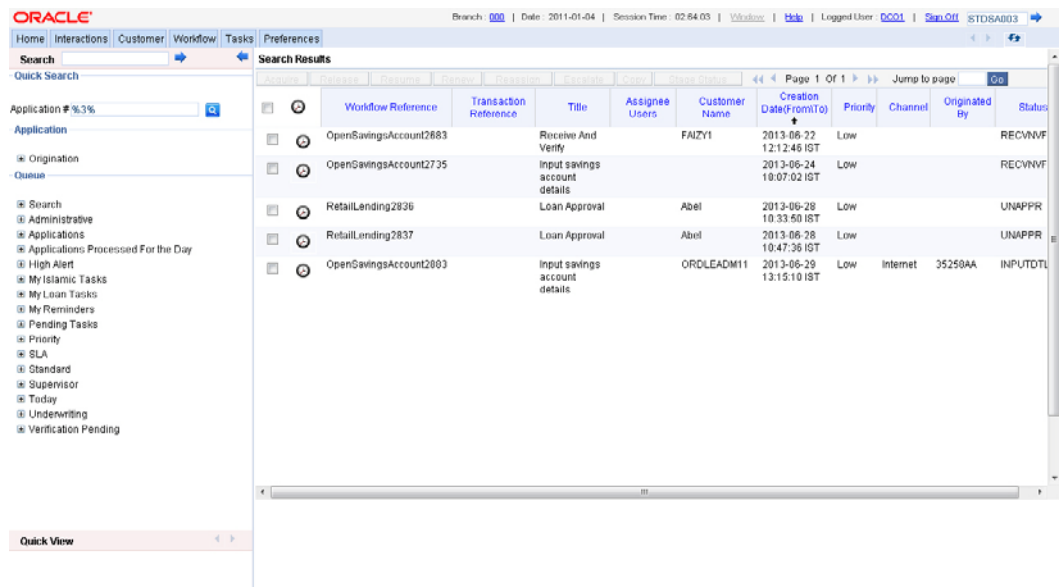 ORACLE
Branch : 000 | Date : 2011-01-04 | Session Time : 02:64:03 | Window | Help | Logged User : DCO1 | Sign.Off STDSA003
Home Interactions Customer Workflow Tasks Preferences
Search
Search Results
Quick Search
Acquire Release Resume Renew Reassign Escalate Copy Stage Status Page 1 Of 1 Jump to page Go
Application # %3%
Workflow Reference Transaction Reference Title Assignee Users Customer Name Creation Date(From\To) Priority Channel Originated By Status
Application
Origination
Queue
Search
Administrative
Applications
Applications Processed For the Day
High Alert
My Islamic Tasks
My Loan Tasks
My Reminders
Pending Tasks
Priority
SLA
Standard
Supervisor
Today
Underwriting
Verification Pending
OpenSavingsAccount2683 Receive And Verify FAIZY1 2013-06-22 12:12:46 IST Low RECVNVF
OpenSavingsAccount2735 Input savings account details 2013-06-24 18:07:02 IST Low RECVNVF
RetailLending2836 Loan Approval Abel 2013-06-28 10:33:50 IST Low UNAPPR
RetailLending2837 Loan Approval Abel 2013-06-28 10:47:36 IST Low UNAPPR
OpenSavingsAccount2883 Input savings account details ORDLEADM11 2013-06-29 13:15:10 IST Low Internet 35258AA INPUTDTL
Quick View